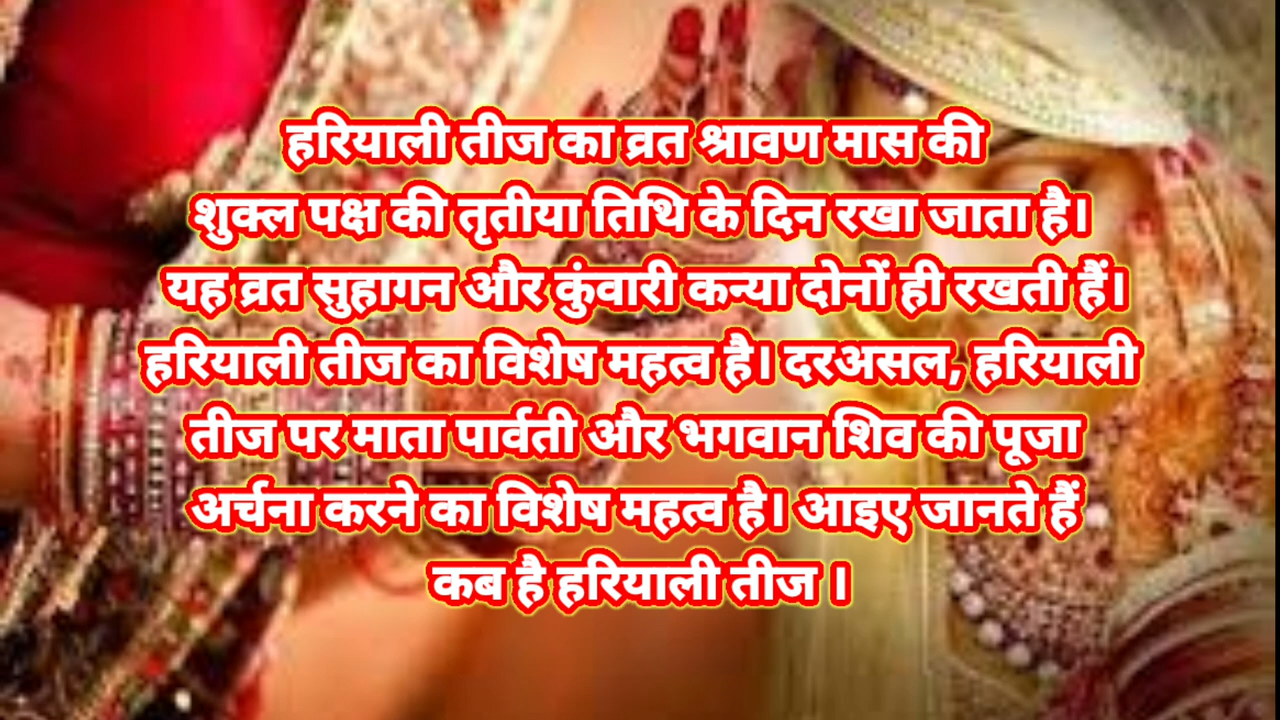 हरियाली तीज का व्रत श्रावण मास की
शुक्ल पक्ष की तृतीया तिथि के दिन रखा जाता है।
यह व्रत सुहागन और कुंवारी कन्या दोनों ही रखती हैं।
हरियाली तीज का विशेष महत्व है। दरअसल, हरियाली
तीज पर माता पार्वती और भगवान शिव की पूजा
अर्चना करने का विशेष महत्व है। आइए जानते हैं
कब है हरियाली तीज ।